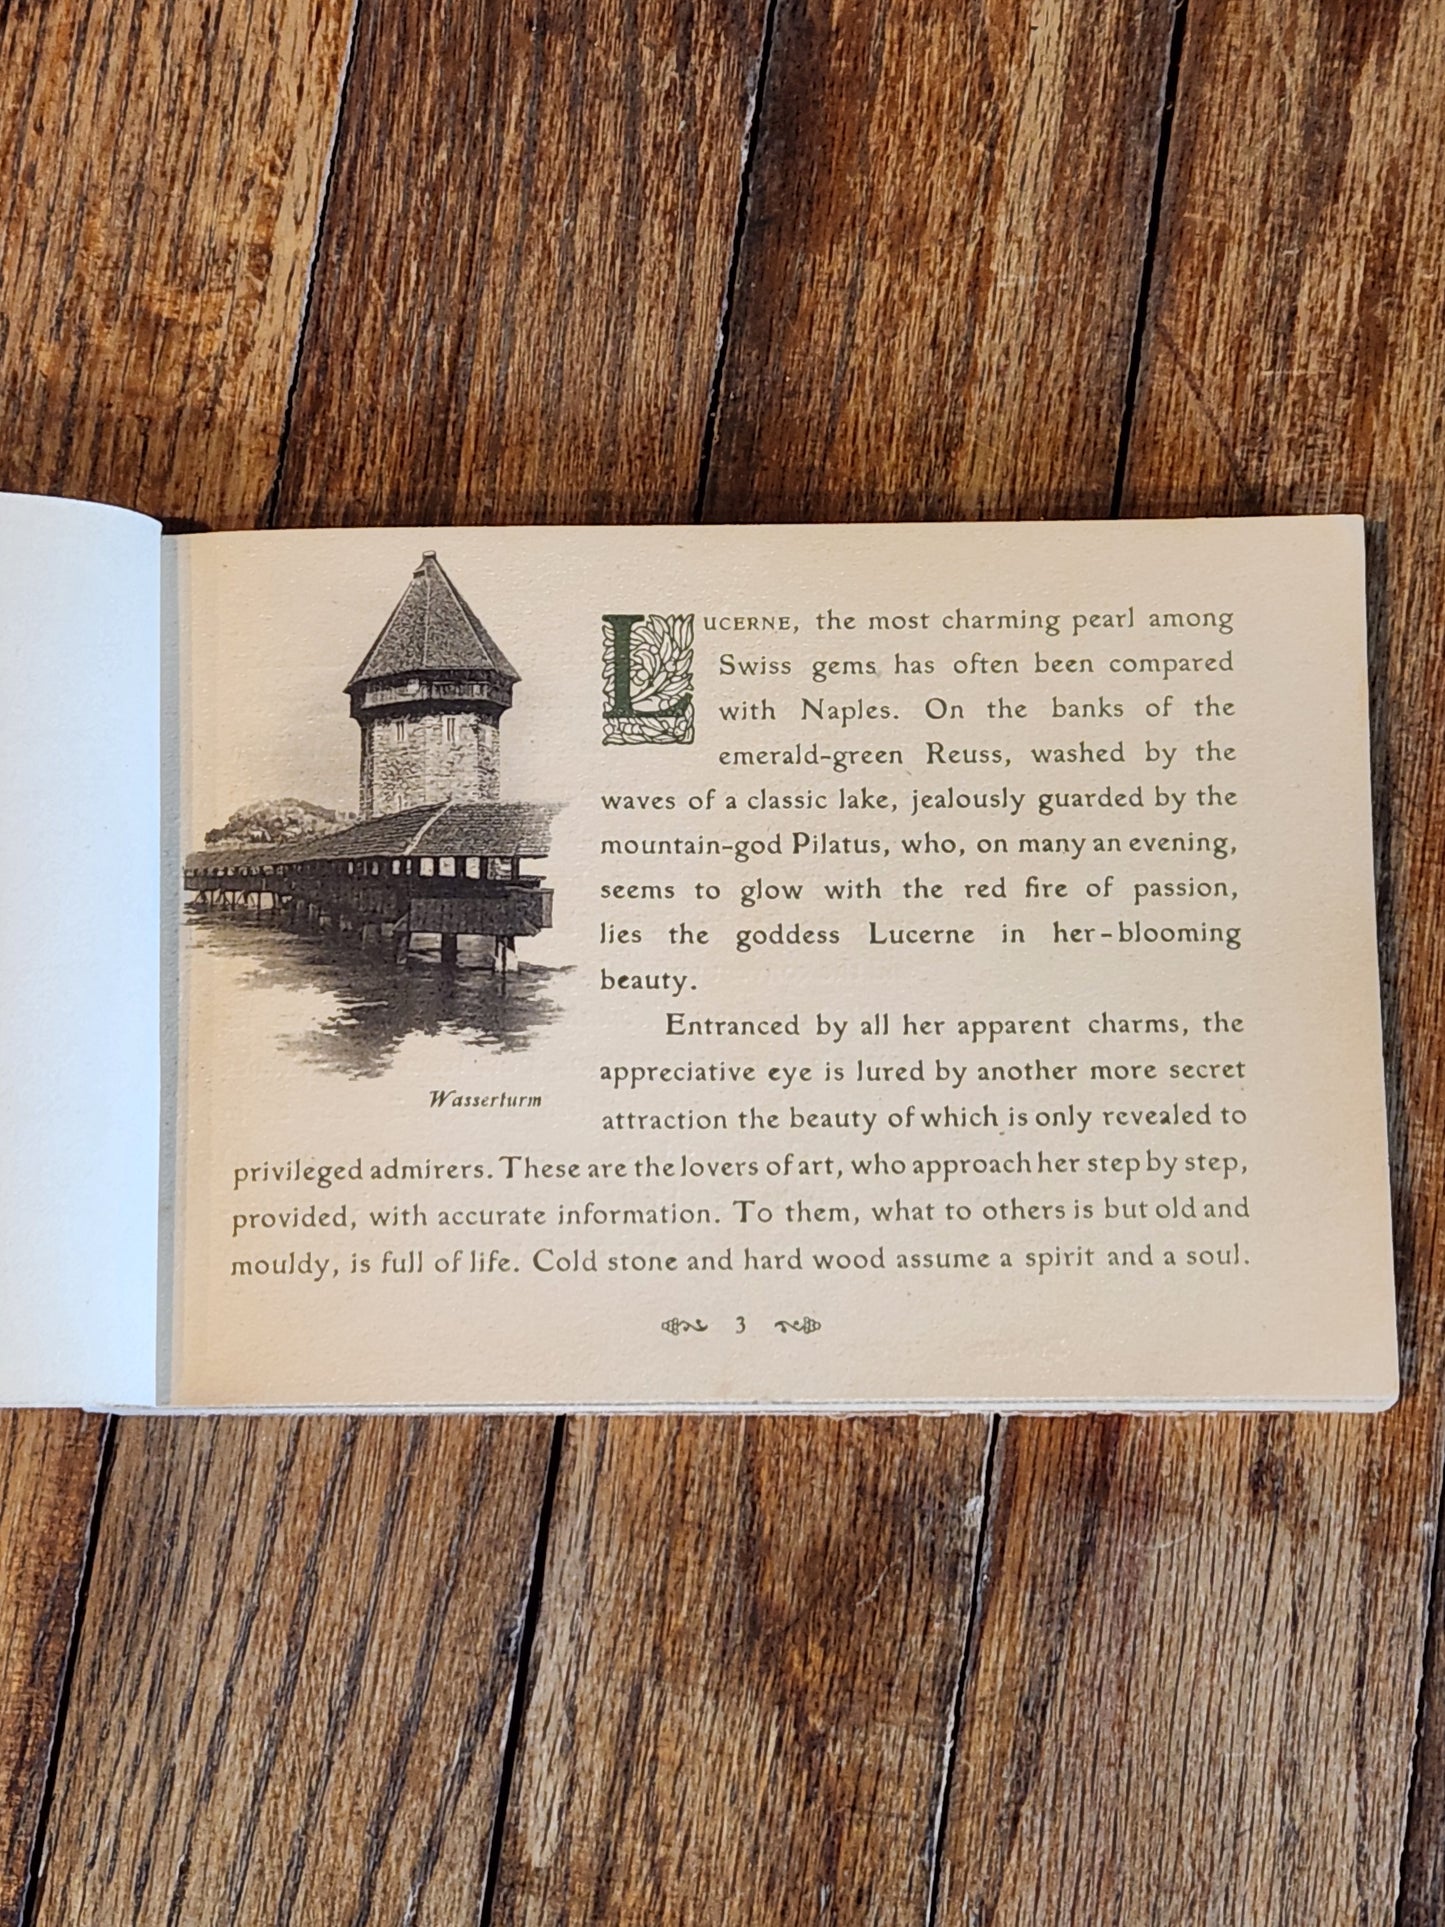 LUCERNE, the most charming pearl among
Swiss gems has often been compared
with Naples. On the banks of the
emerald-green Reuss, washed by the
waves of a classic lake, jealously guarded by the
mountain-god Pilatus, who, on many an evening,
seems to glow with the red fire of passion,
lies the goddess Lucerne in her-blooming
beauty.
Entranced by all her apparent charms, the
appreciative eye is lured by another more secret
attraction the beauty of which is only revealed to
Wasserturm
privileged admirers. These are the lovers of art, who approach her step by step,
provided, with accurate information. To them, what to others is but old and
mouldy, is full of life. Cold stone and hard wood assume a spirit and a soul.
3